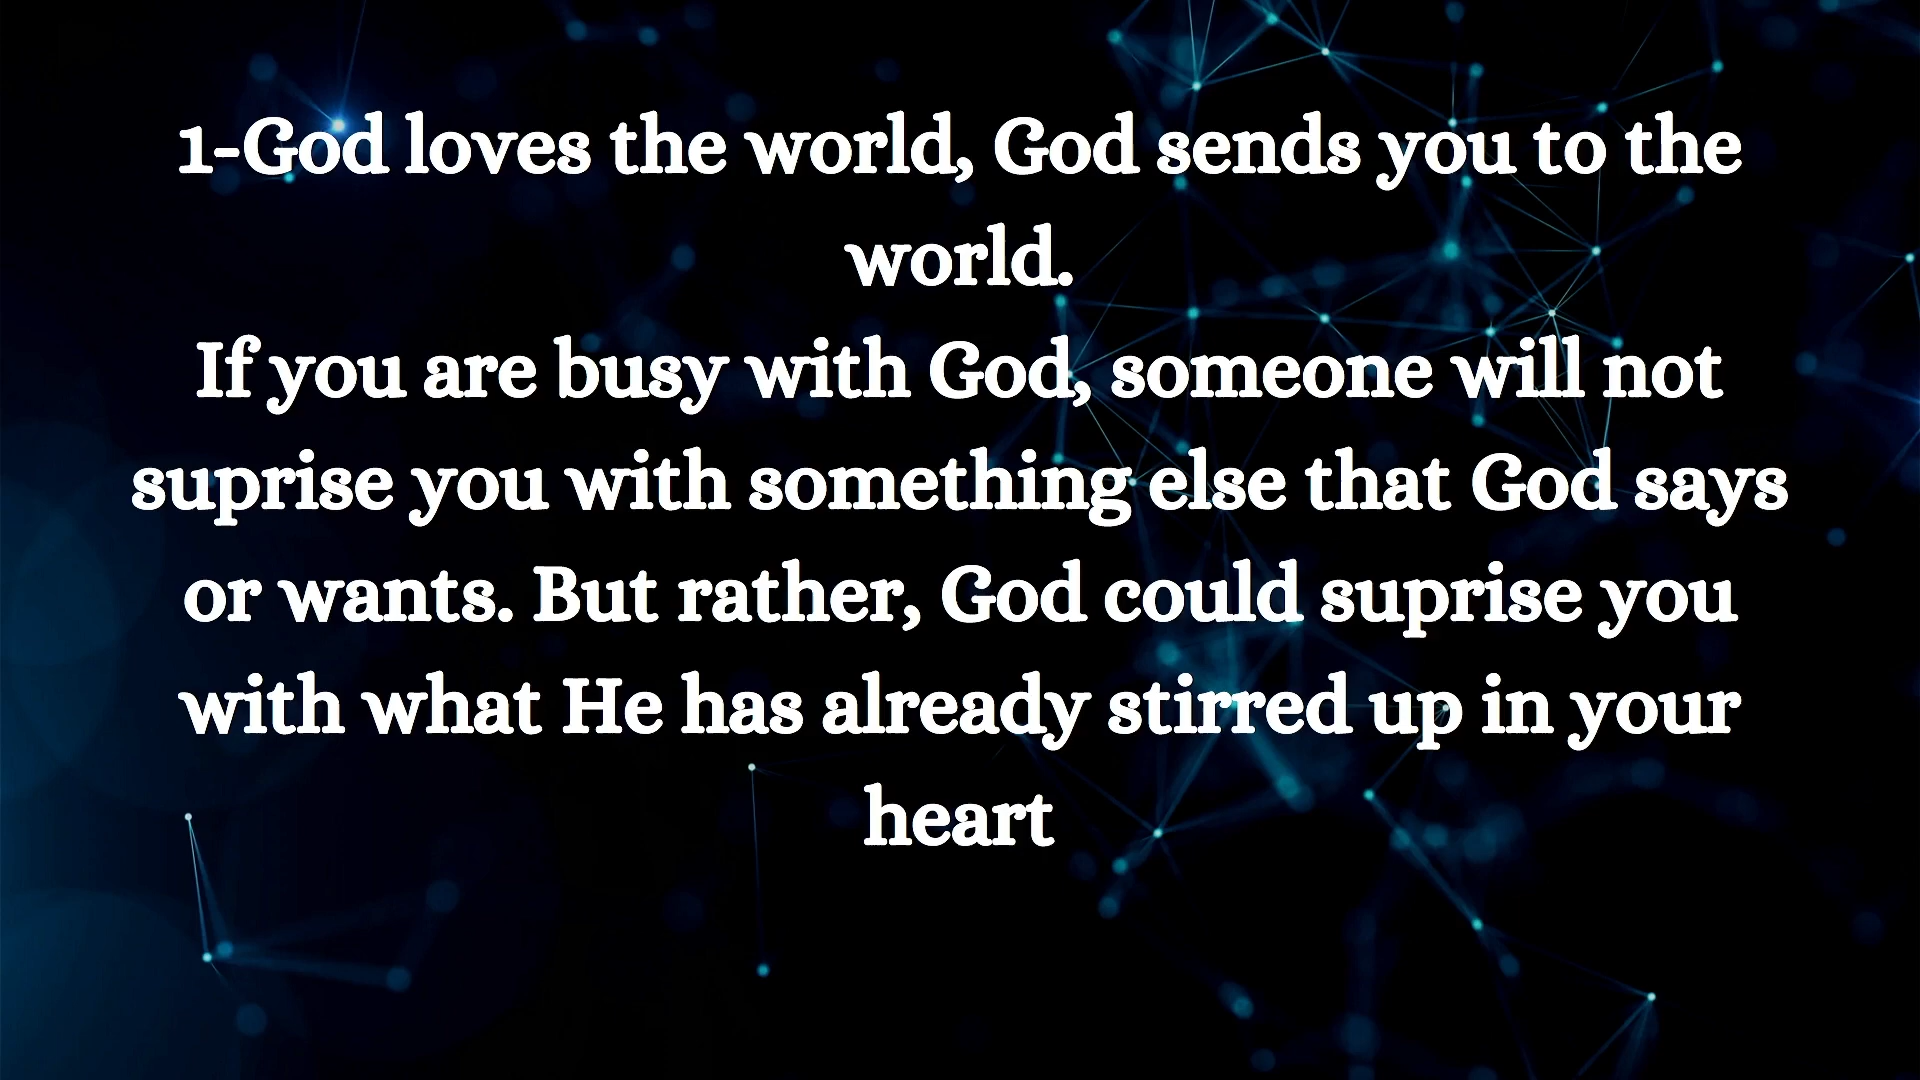 1-God loves the world, God sends you to the
world.
If you are busy with God, someone will not
suprise you with something else that God says
or wants. But rather, God could suprise you
with what He has already stirred up in your
heart